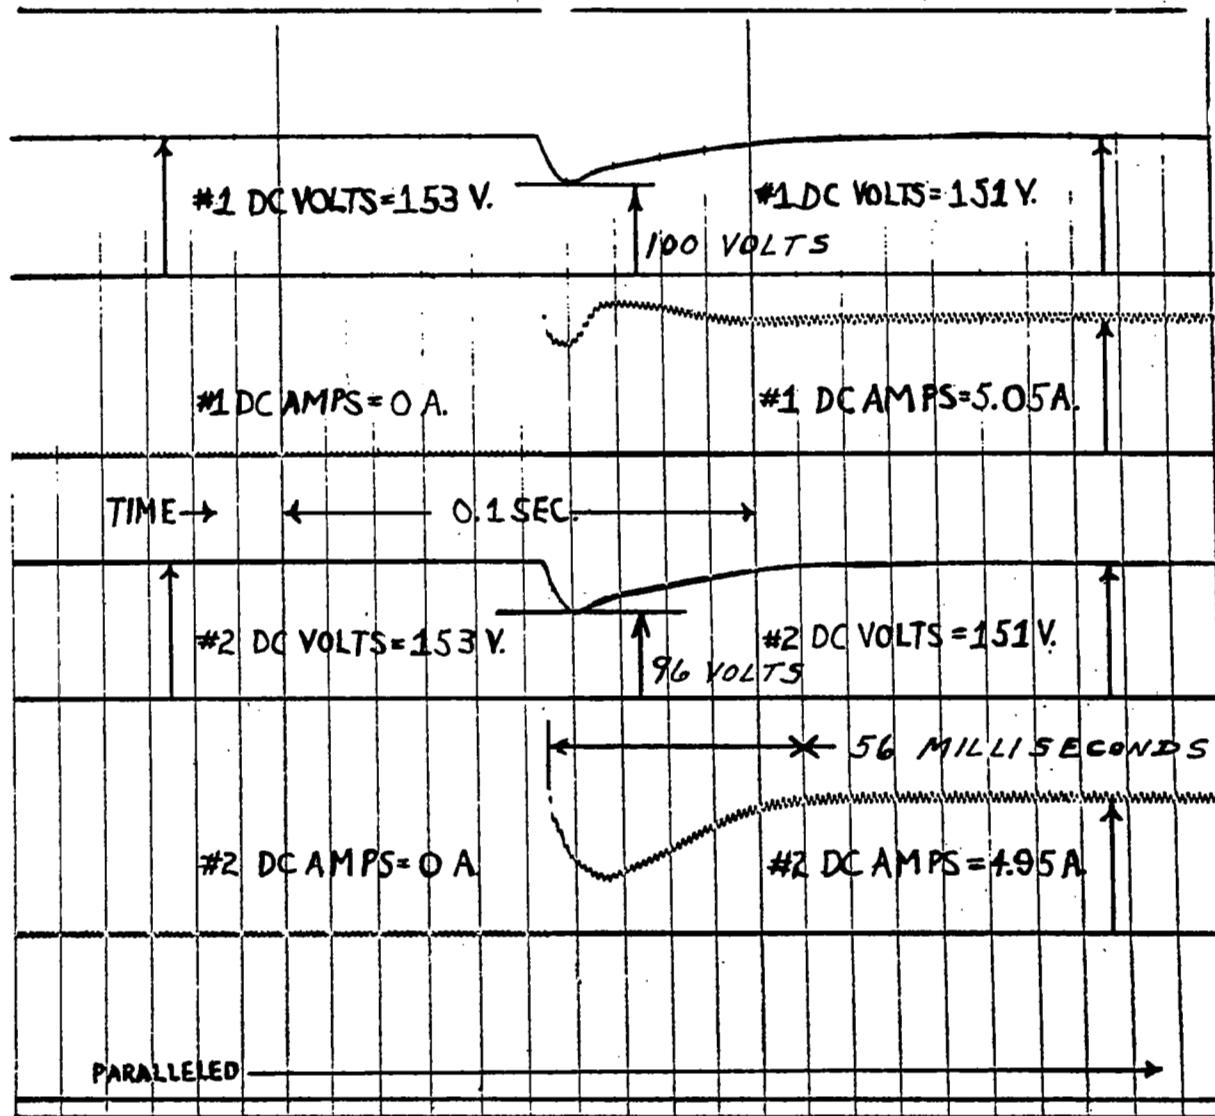 #1 DC VOLTS=153 V.
#1 DC VOLTS=151 V.
100 VOLTS
#1 DC AMPS=0 A.
#1 DC AMPS=5.05A.
TIME→
0.1 SEC.
#2 DC VOLTS=153 V.
#2 DC VOLTS=151V.
96 VOLTS
56 MILLISECONDS
#2 DC AMPS=0 A
#2 DC AMPS=4.95A
PARALLELED